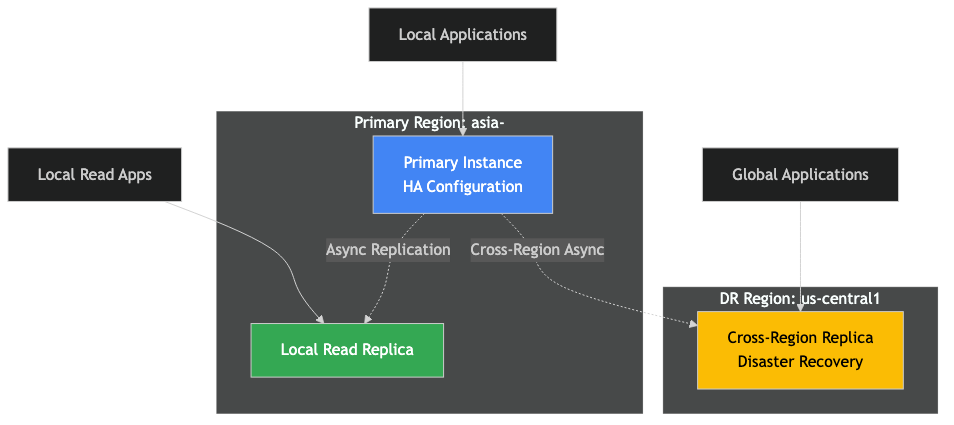 Local Applications
Primary Region: asia-
Primary Instance
HA Configuration
Local Read Apps
Global Applications
Async Replication
Cross-Region Async
DR Region: us-central1
Local Read Replica
Cross-Region Replica
Disaster Recovery